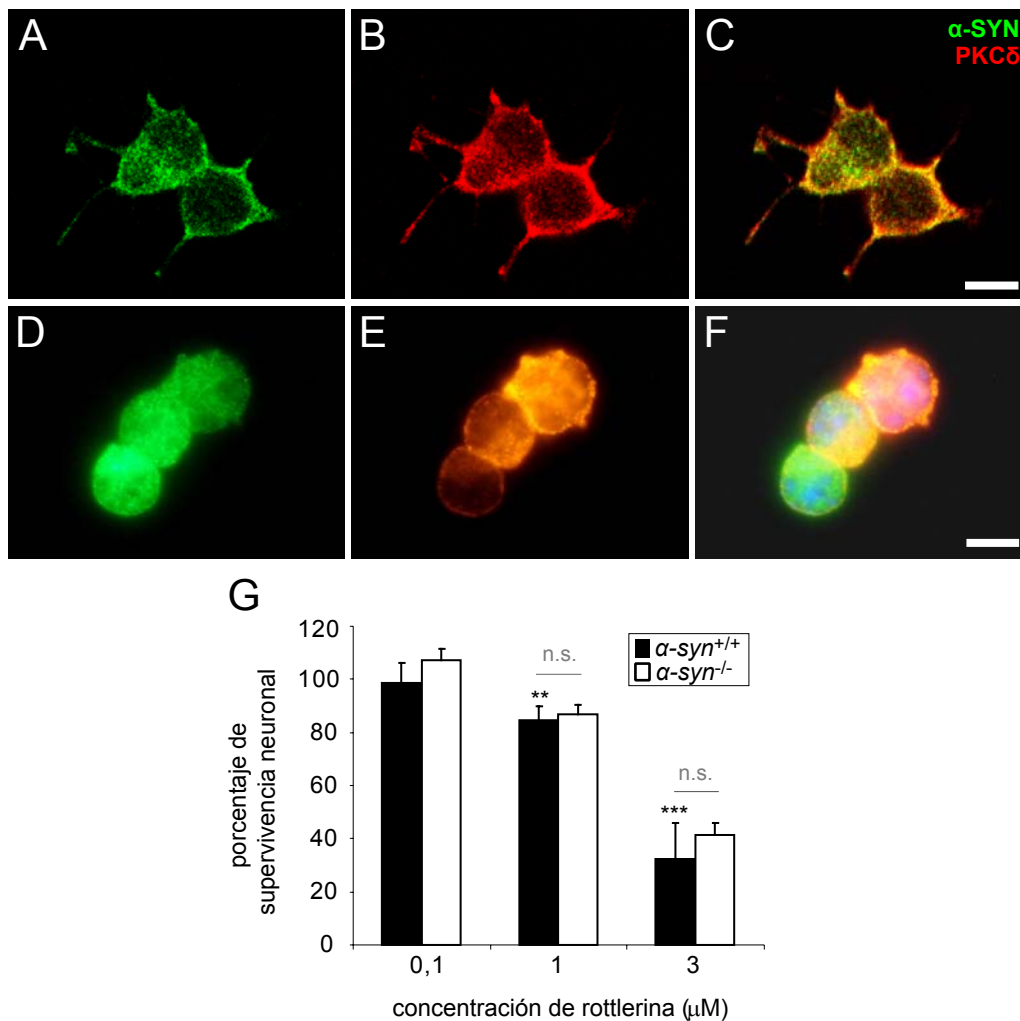 A
B
C
α-SYN
PKCδ
D
E
F
G
120
100
80
60
40
20
0
porcentaje de
supervivencia neuronal
n.s.
**
n.s.
***
α-syn+/+
α-syn-/-
0,1
1
3
concentración de rottlerina (μM)